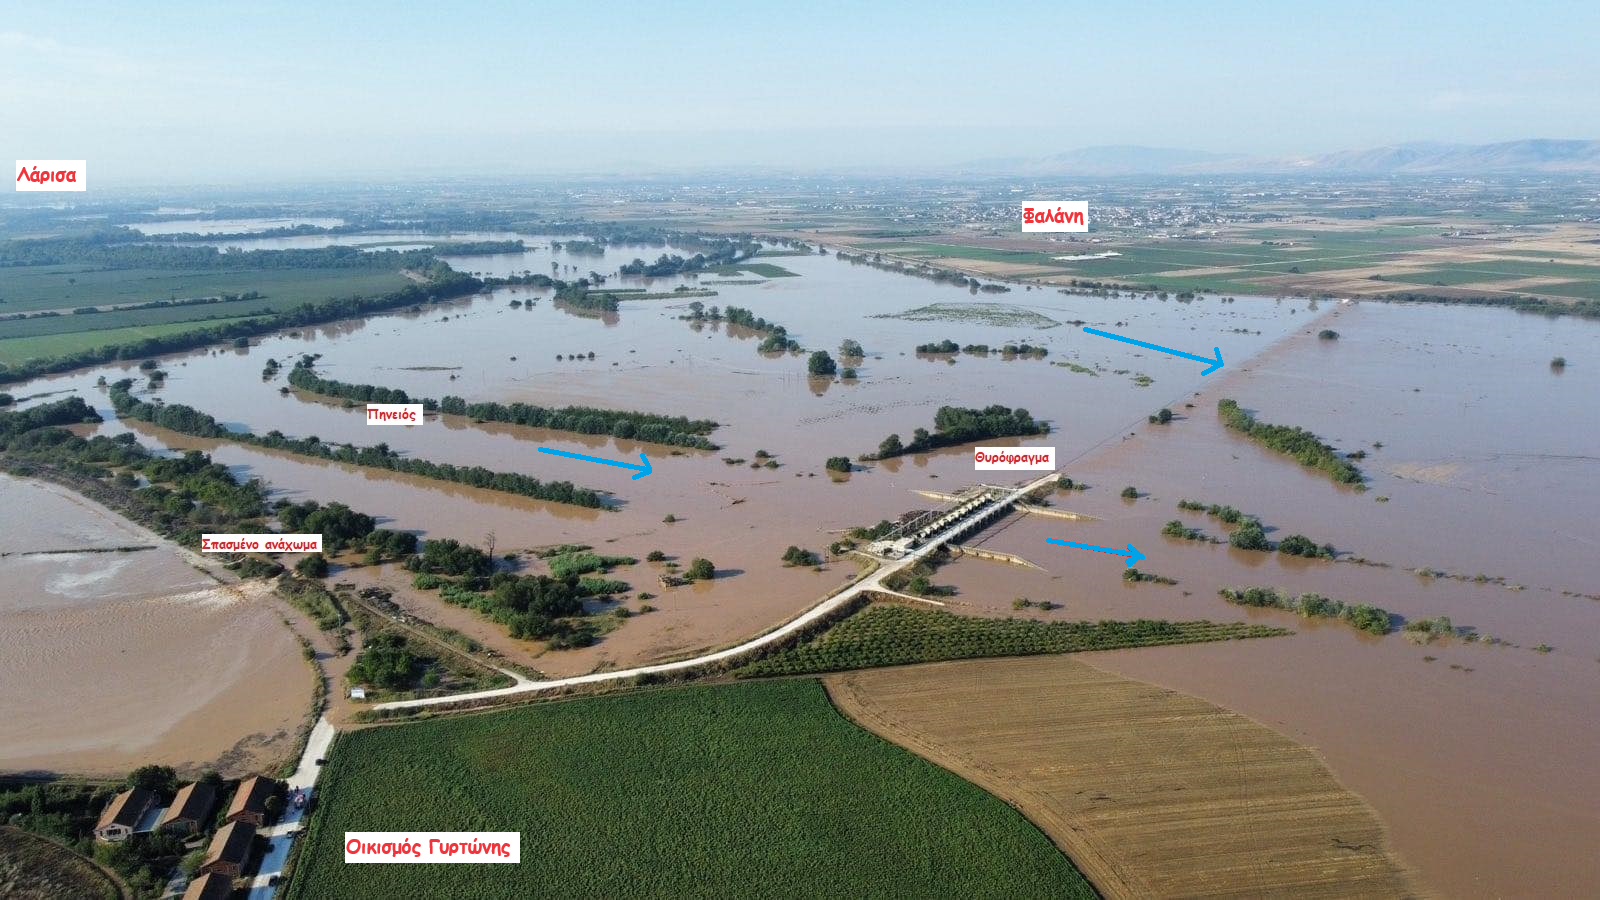 Λάρισα
Φαλάνη
Πηνειός
Θυρόφραγμα
Σπασμένο ανάχωμα
Οικισμός Γυρτώνης